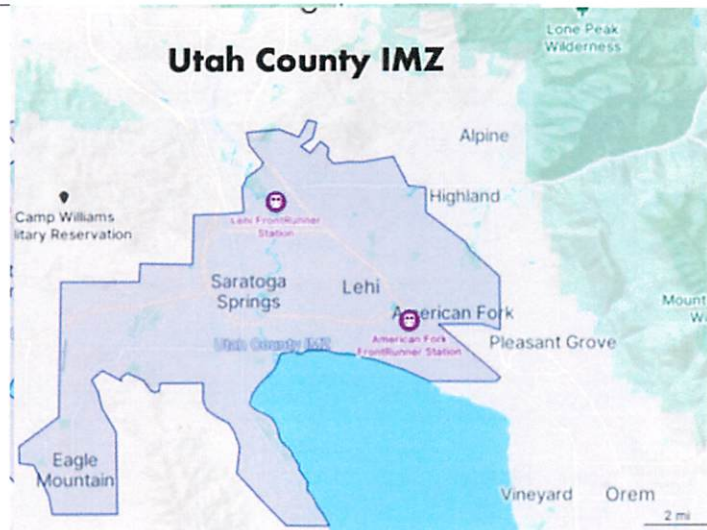 Lone Peak
Wilderness
Utah County IMZ
Alpine
Highland
Camp Williams
litary Reservation
Lehi FrontRunner
Station
Saratoga
Springs
Lehi
American Fork
Mount
Utah County IMZ
American Fork
FrontRunner Station
Pleasant Grove
Eagle
Mountain
Vineyard
Orem
2 mi